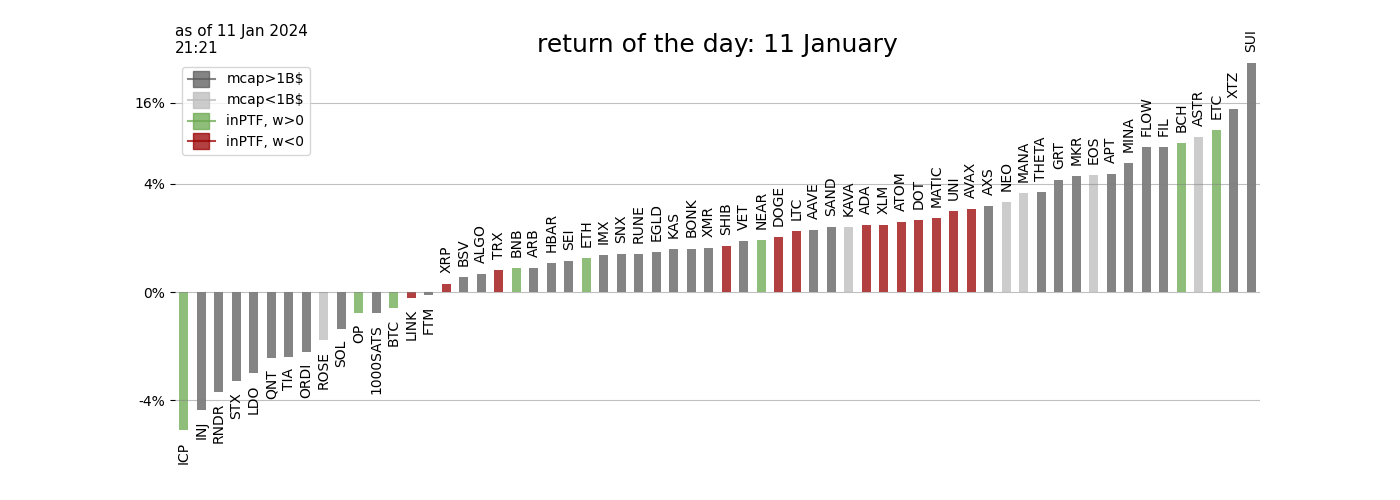 as of 11 Jan 2024
21:21
return of the day: 11 January
mcap>1B$
mcap<1B$
inPTF, w>0
inPTF, w<0
16%
4%
0%
-4%
ICP
INJ
RNDR
STX
LDO
QNT
TIA
ORDI
ROSE
SOL
OP
1000SATS
BTC
LINK
FTM
XRP
BSV
ALGO
TRX
BNB
ARB
HBAR
SEI
ETH
IMX
SNX
RUNE
EGLD
KAS
BONK
XMR
SHIB
VET
NEAR
DOGE
LTC
AAVE
SAND
KAVA
ADA
XLM
ATOM
DOT
MATIC
UNI
AVAX
AXS
NEO
MANA
THETA
GRT
MKR
EOS
APT
MINA
FLOW
FIL
BCH
ASTR
ETC
XTZ
SUI